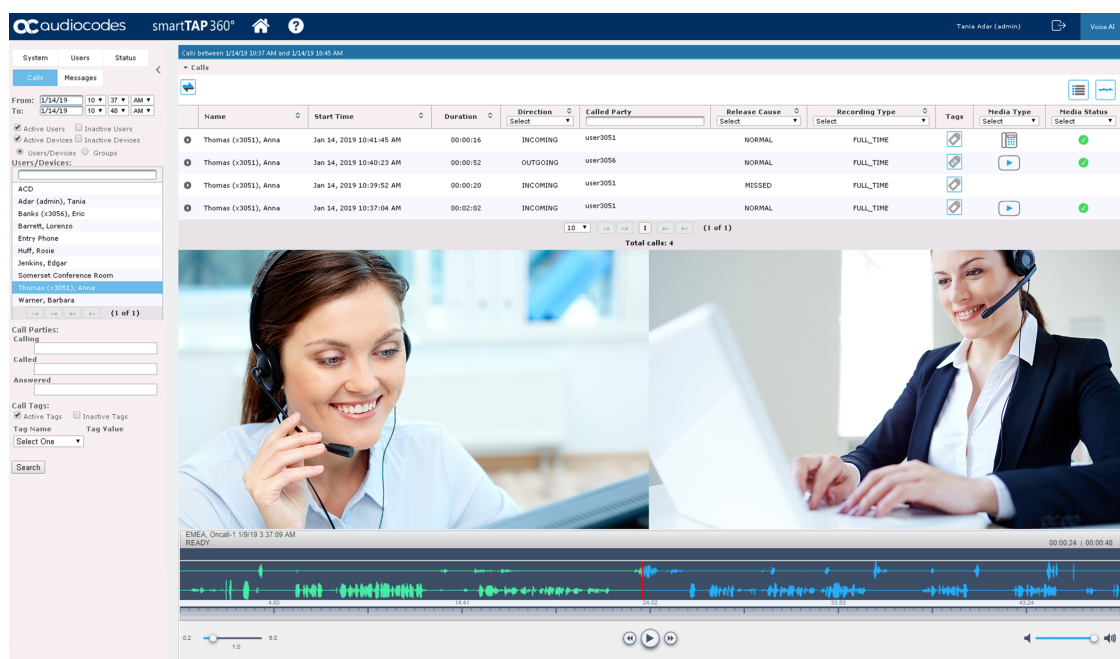 audiocodes smartTAP 360° ? Tania Adar (admin) Voice.AI
System Users Status
Calls Messages
From: 1/14/19 10 37 AM
To: 1/14/19 10 48 AM
Active Users Inactive Users
Active Devices Inactive Devices
Users/Devices Groups
Users/Devices:
ACD
Adar (admin), Tania
Banks (x3056), Eric
Barrett, Lorenzo
Entry Phone
Huff, Rosie
Jenkins, Edgar
Somerset Conference Room
Thomas (x3051), Anna
Warner, Barbara
(1 of 1)
Call Parties:
Calling
Called
Answered
Call Tags:
Active Tags Inactive Tags
Tag Name Tag Value
Select One
Search
Calls between 1/14/19 10:37 AM and 1/14/19 10:45 AM
Calls
Name Start Time Duration Direction Called Party Release Cause Recording Type Tags Media Type Media Status
Select Select Select Select Select
Thomas (x3051), Anna Jan 14, 2019 10:41:45 AM 00:00:16 INCOMING user3051 NORMAL FULL_TIME
Thomas (x3051), Anna Jan 14, 2019 10:40:23 AM 00:00:52 OUTGOING user3056 NORMAL FULL_TIME
Thomas (x3051), Anna Jan 14, 2019 10:39:52 AM 00:00:20 INCOMING user3051 MISSED FULL_TIME
Thomas (x3051), Anna Jan 14, 2019 10:37:04 AM 00:02:02 INCOMING user3051 NORMAL FULL_TIME
10 1 (1 of 1)
Total calls: 4
EMEA, Oncall-1 1/9/19 3:37:09 AM
READY 00:00:24 | 00:00:48
4.80 14.41 24.02 33.63 43.24
0.2 5.0
1.0